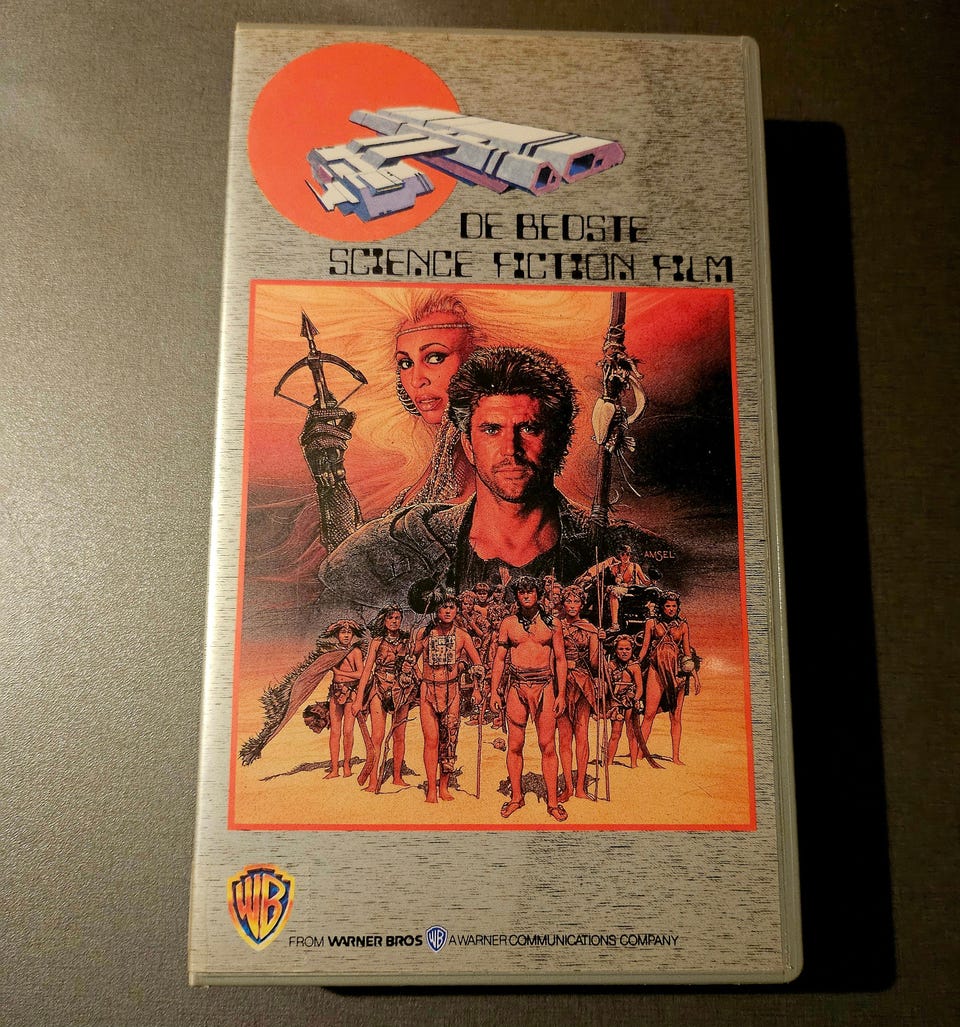 DE BEDSTE
SCIENCE FICTION FILM
AMSEL
WB
FROM WARNER BROS WB A WARNER COMMUNICATIONS COMPANY